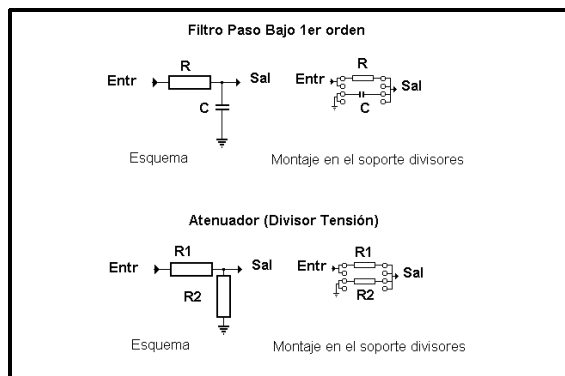 Filtro Paso Bajo 1er orden
R
Entr
Sal
C
R
Entr
Sal
C
Esquema
Montaje en el soporte divisores
Atenuador (Divisor Tensión)
R1
Entr
Sal
R2
R1
Entr
Sal
R2
Esquema
Montaje en el soporte divisores